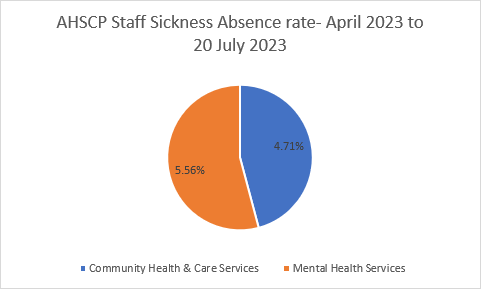 AHSCP Staff Sickness Absence rate- April 2023 to
20 July 2023
4.71%
5.56%
Community Health & Care Services
Mental Health Services